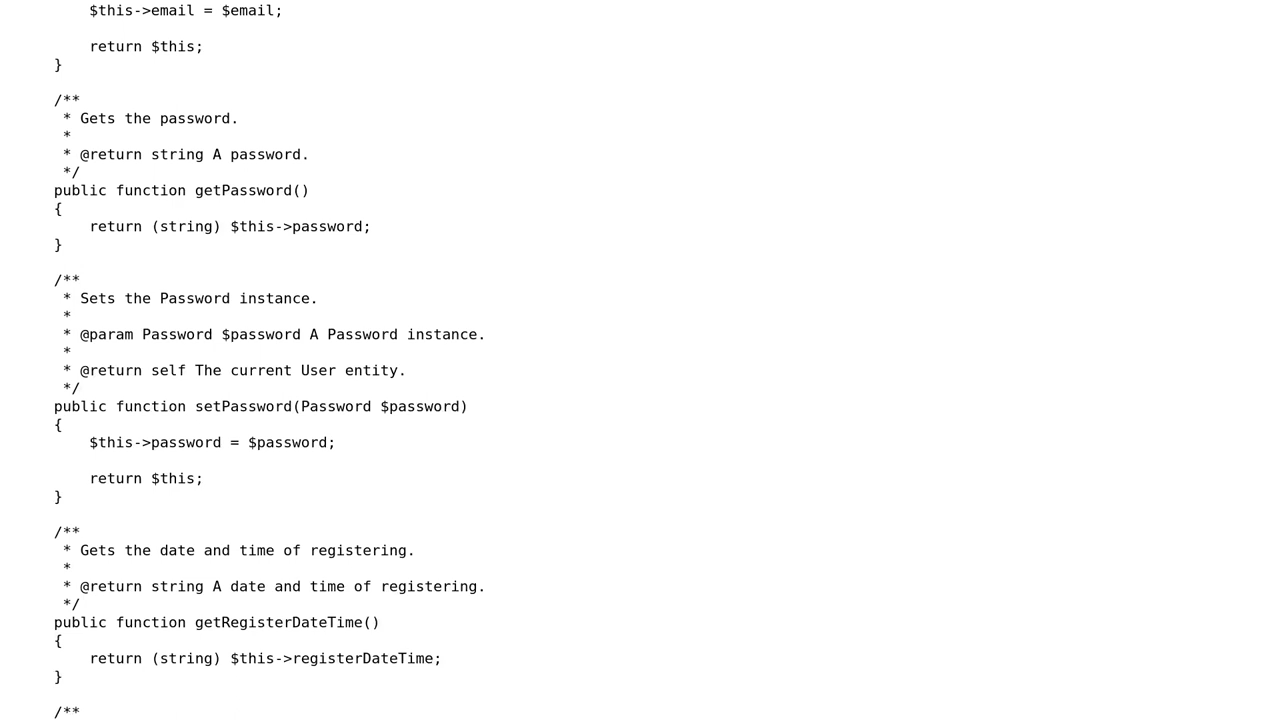 $this->email = $email;

        return $this;
    }

    /**
     * Gets the password.
     *
     * @return string A password.
     */
    public function getPassword()
    {
        return (string) $this->password;
    }

    /**
     * Sets the Password instance.
     *
     * @param Password $password A Password instance.
     *
     * @return self The current User entity.
     */
    public function setPassword(Password $password)
    {
        $this->password = $password;

        return $this;
    }

    /**
     * Gets the date and time of registering.
     *
     * @return string A date and time of registering.
     */
    public function getRegisterDateTime()
    {
        return (string) $this->registerDateTime;
    }

    /**